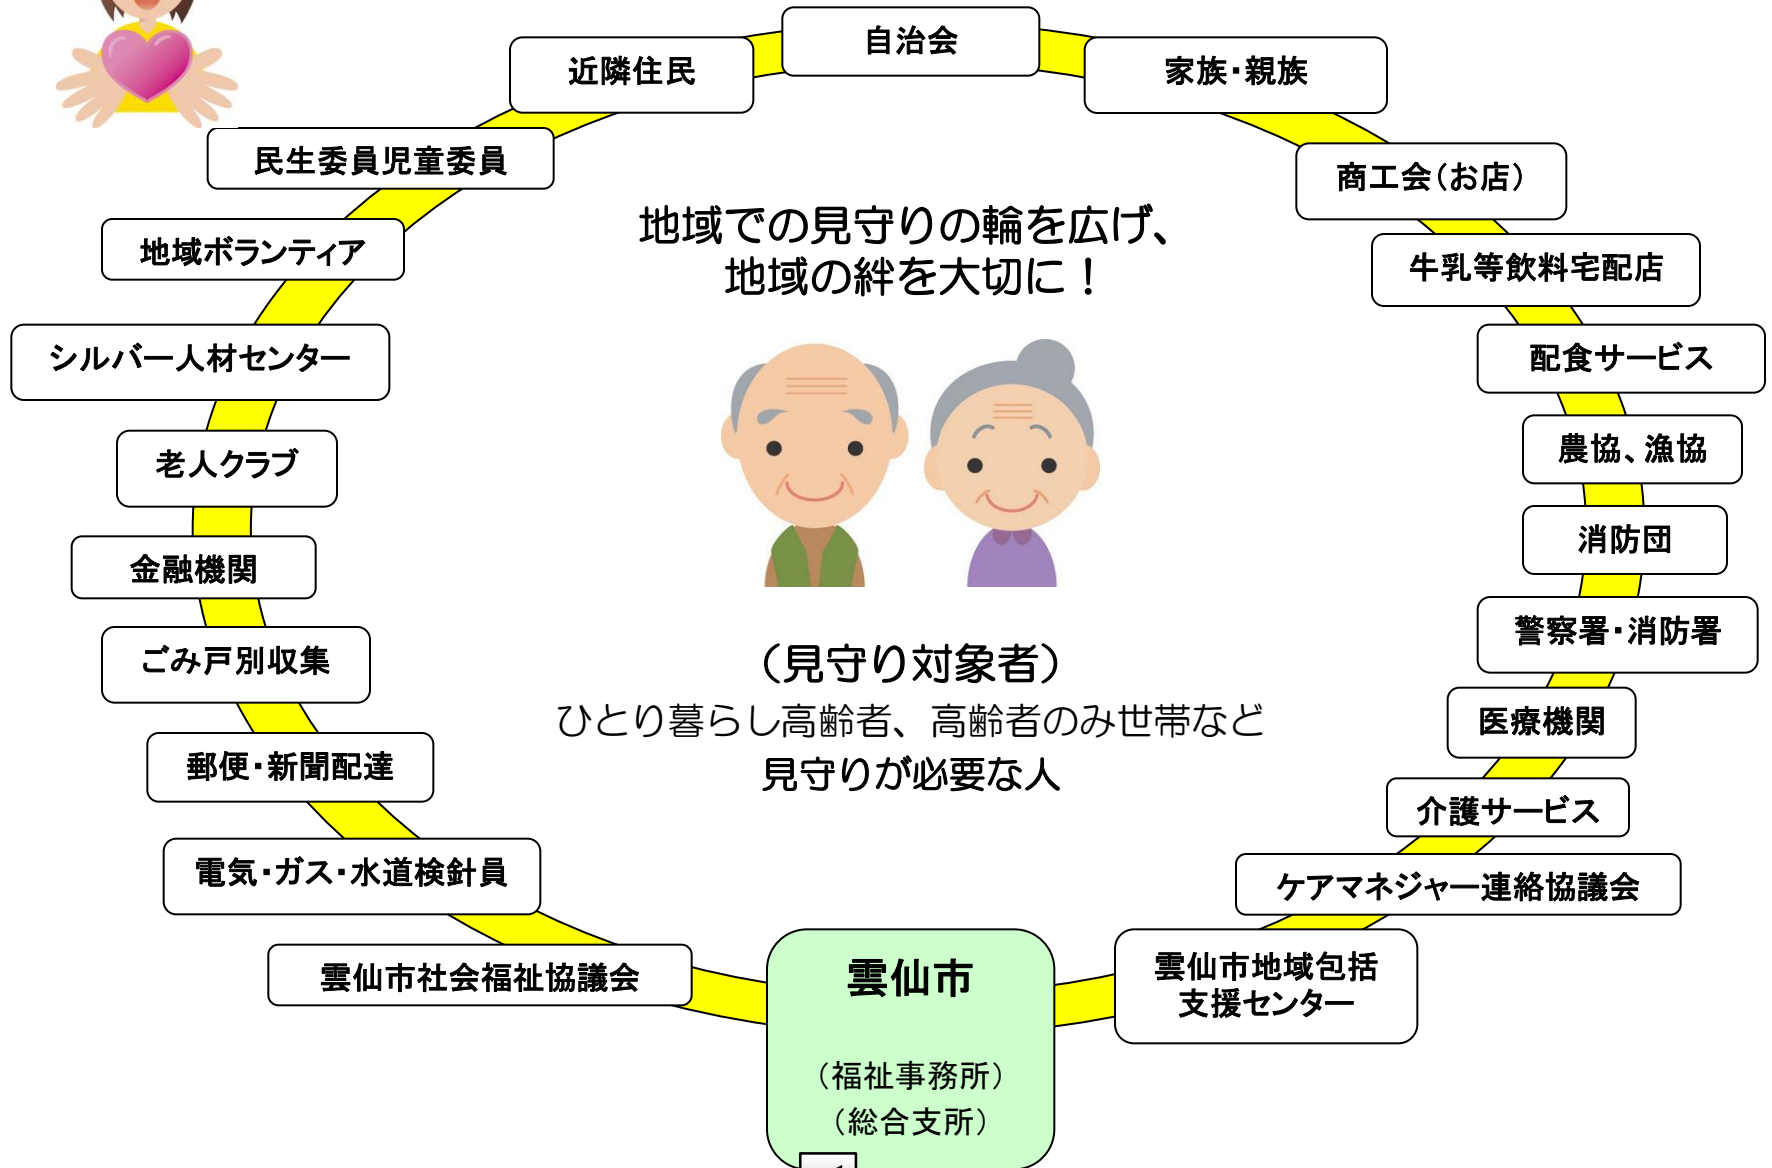 自治会
近隣住民
家族・親族
民生委員児童委員
商工会（お店）
地域での見守りの輪を広げ、
地域の絆を大切に！
地域ボランティア
牛乳等飲料宅配店
シルバー人材センター
配食サービス
老人クラブ
農協、漁協
金融機関
消防団
ごみ戸別収集
警察署・消防署
（見守り対象者）
ひとり暮らし高齢者、高齢者のみ世帯など
見守りが必要な人
医療機関
郵便・新聞配達
介護サービス
電気・ガス・水道検針員
ケアマネジャー連絡協議会
雲仙市社会福祉協議会
雲仙市
（福祉事務所）
（総合支所）
雲仙市地域包括
支援センター